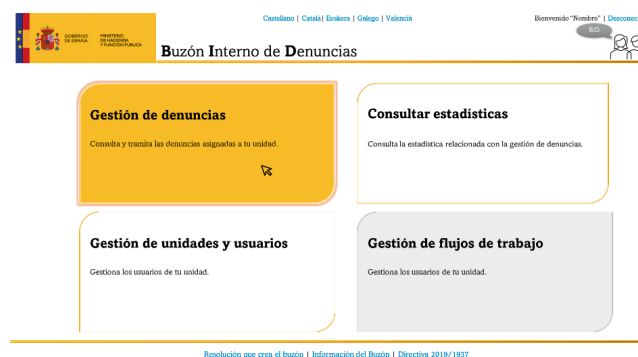 Castellano | Català| Euskera | Galego | Valencià
Bienvenido "Nombre" | Desconec
GOBIERNO
DE ESPAÑA
MINISTERIO
DE HACIENDA
Y FUNCIÓN PÚBLICA
BIO
Buzón Interno de Denuncias
Gestión de denuncias
Consulta y tramita las denuncias asignadas a tu unidad.
Consultar estadísticas
Consulta la estadística relacionada con la gestión de denuncias.
Gestión de unidades y usuarios
Gestiona los usuarios de tu unidad.
Gestión de flujos de trabajo
Gestiona los usuarios de tu unidad.
Resolución que crea el buzón | Información del Buzón | Directiva 2019/1937